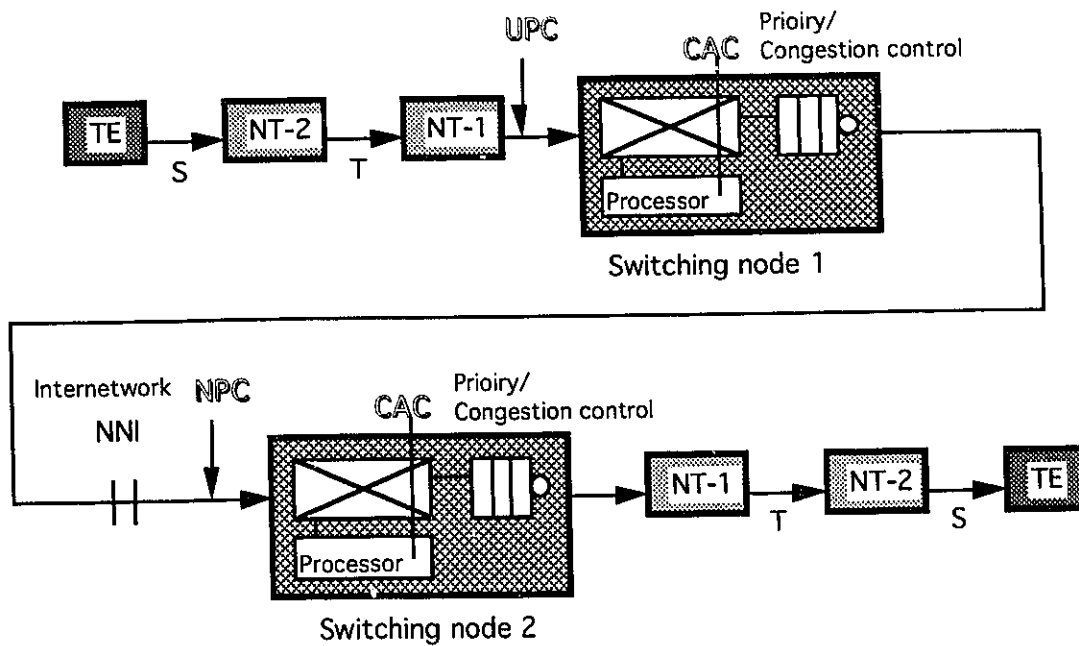 UPC
CAC
Prioiry/
Congestion control
TE
NT-2
NT-1
S
T
Processor
Switching node 1
Internetwork
NNI
NPC
CAC
Prioiry/
Congestion control
NT-1
NT-2
TE
T
S
Processor
Switching node 2